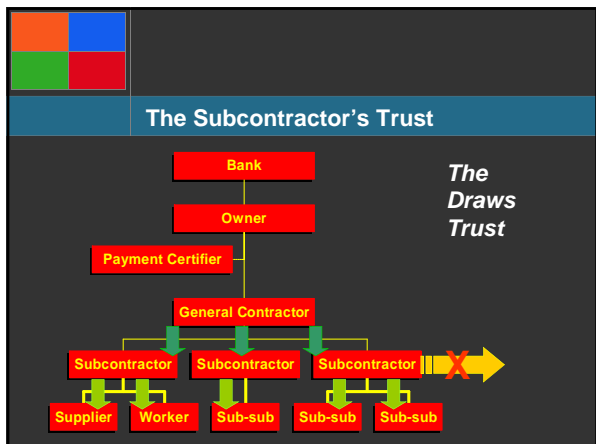 The Subcontractor's Trust
Bank
The
Draws
Trust
Owner
Payment Certifier
General Contractor
Subcontractor
Subcontractor
Subcontractor
X
Supplier
Worker
Sub-sub
Sub-sub
Sub-sub